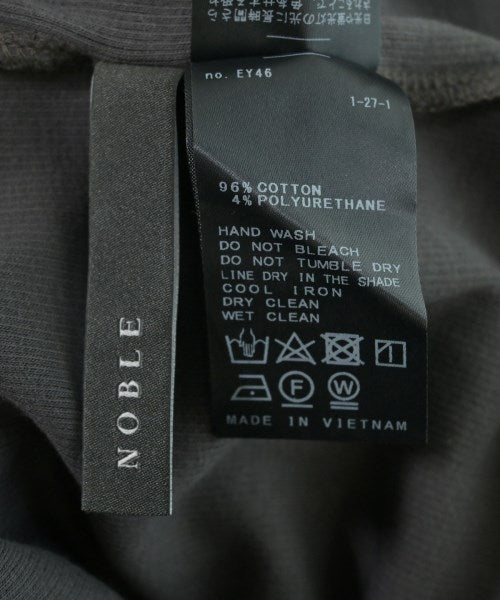 no. EY46
1-27-1
96% COTTON
4% POLYURETHANE
HAND WASH
DO NOT BLEACH
DO NOT TUMBLE DRY
LINE DRY IN THE SHADE
COOL IRON
DRY CLEAN
WET CLEAN
F
W
MADE IN VIETNAM
NOBLE